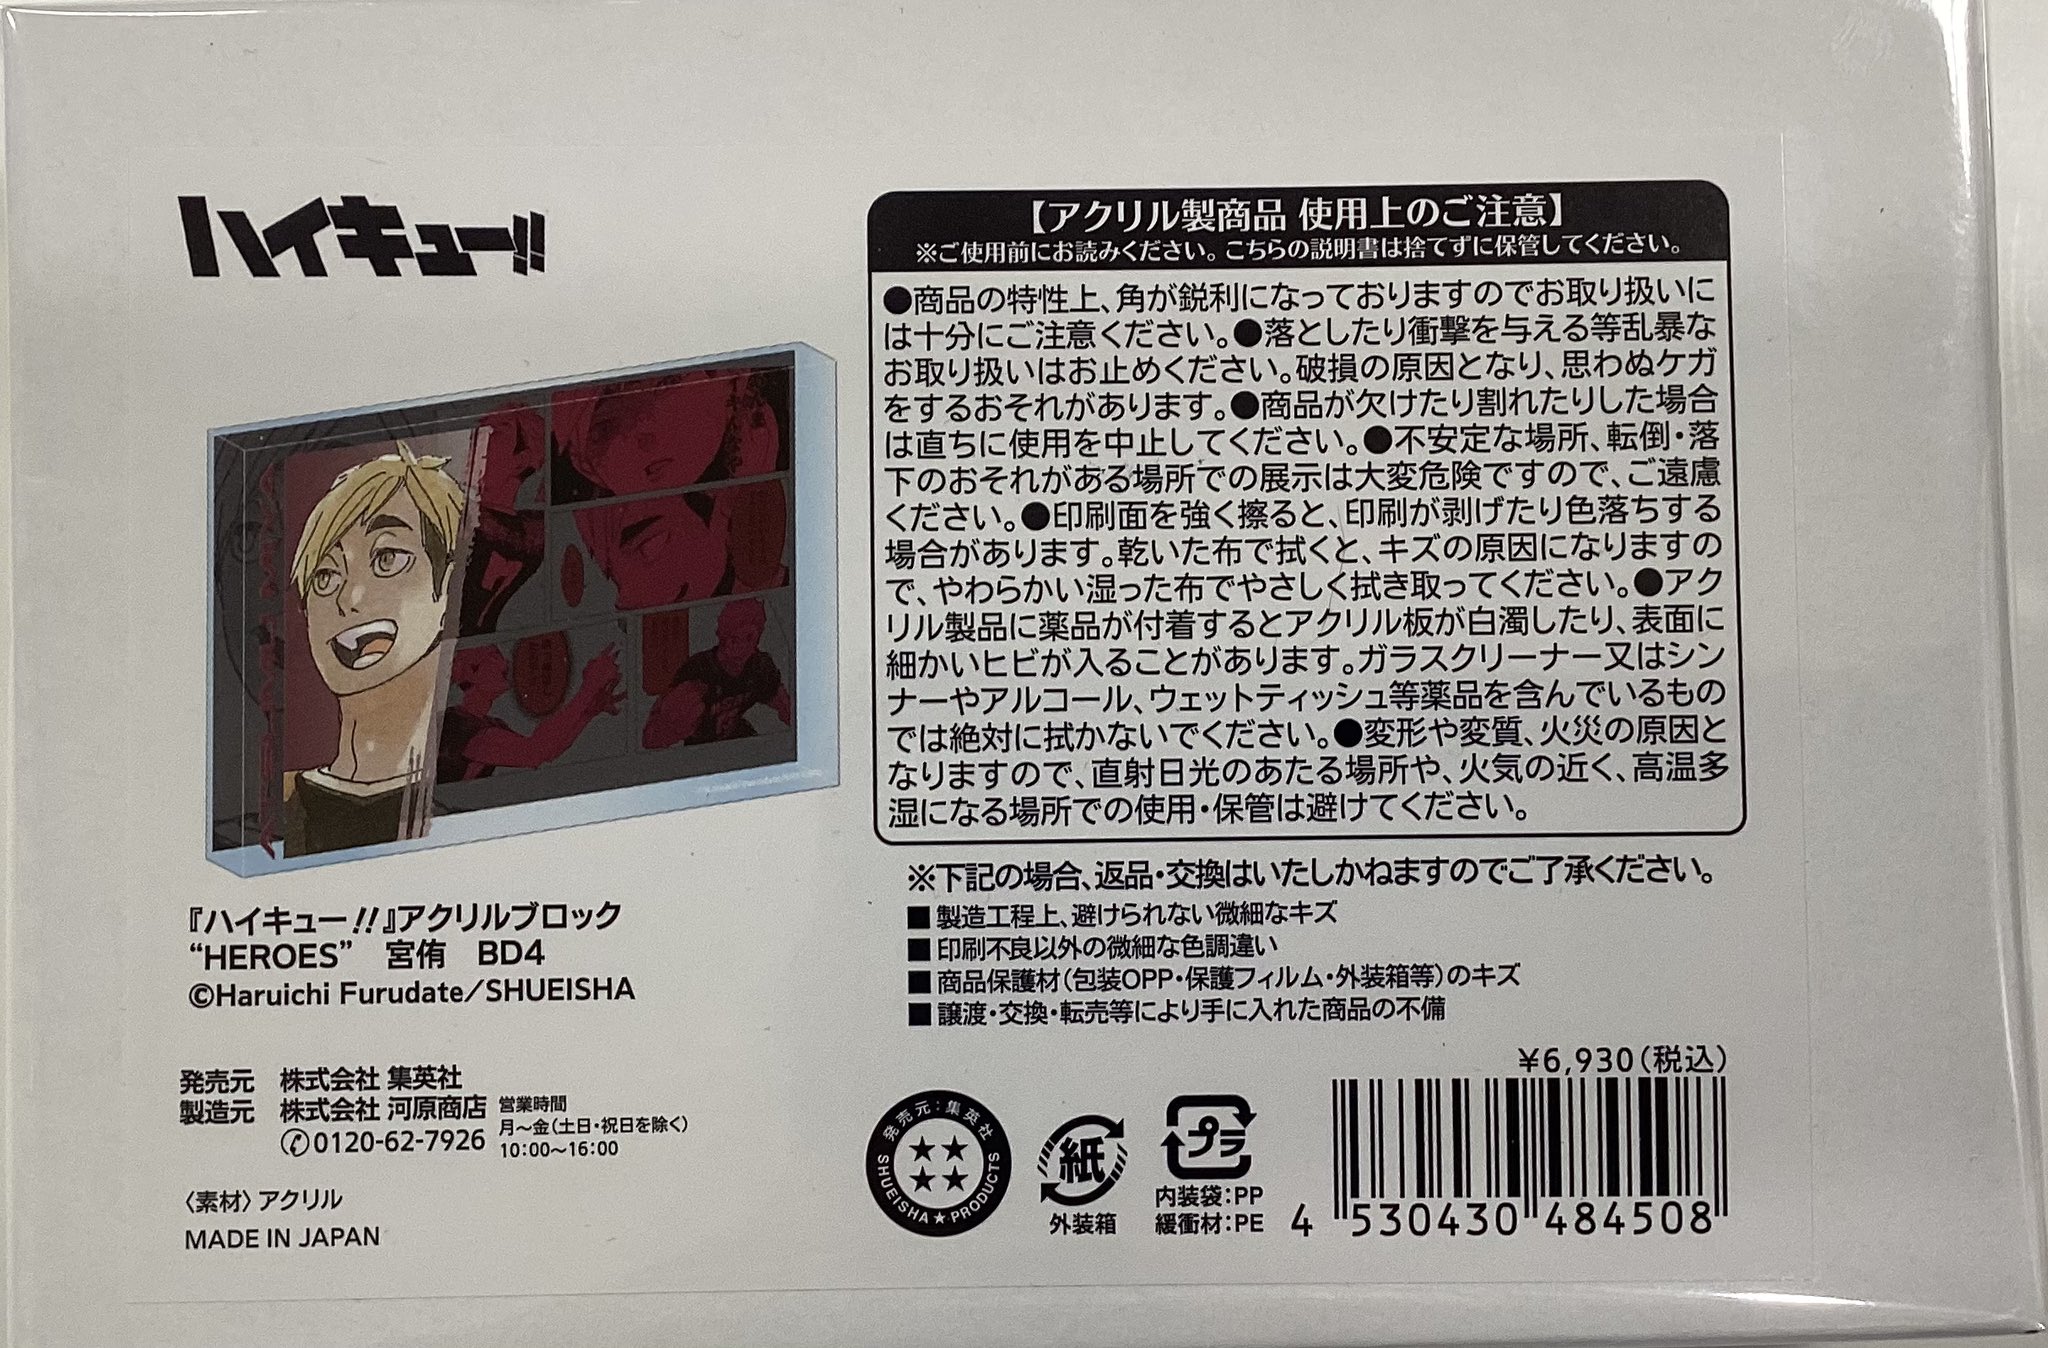 ハイキュー!!
『ハイキュー!!』アクリルブロック
“HEROES”　宮侑　BD4
©Haruichi Furudate/SHUEISHA
発売元　株式会社 集英社
製造元　株式会社 河原商店
0120-62-7926
営業時間
月～金(土日・祝日を除く)
10:00～16:00
〈素材〉アクリル
MADE IN JAPAN
【アクリル製商品 使用上のご注意】
※ご使用前にお読みください。こちらの説明書は捨てずに保管してください。
●商品の特性上、角が鋭利になっておりますのでお取り扱いに
は十分にご注意ください。●落としたり衝撃を与える等乱暴な
お取り扱いはお止めください。破損の原因となり、思わぬケガ
をするおそれがあります。●商品が欠けたり割れたりした場合
は直ちに使用を中止してください。●不安定な場所、転倒・落
下のおそれがある場所での展示は大変危険ですので、ご遠慮
ください。●印刷面を強く擦ると、印刷が剥げたり色落ちする
場合があります。乾いた布で拭くと、キズの原因になりますの
で、やわらかい湿った布でやさしく拭き取ってください。●アク
リル製品に薬品が付着するとアクリル板が白濁したり、表面に
細かいヒビが入ることがあります。ガラスクリーナー又はシン
ナーやアルコール、ウェットティッシュ等薬品を含んでいるもの
では絶対に拭かないでください。●変形や変質、火災の原因と
なりますので、直射日光のあたる場所や、火気の近く、高温多
湿になる場所での使用・保管は避けてください。
※下記の場合、返品・交換はいたしかねますのでご了承ください。
■製造工程上、避けられない微細なキズ
■印刷不良以外の微細な色調違い
■商品保護材(包装OPP・保護フィルム・外装箱等)のキズ
■譲渡・交換・転売等により手に入れた商品の不備
¥6,930(税込)
発売元:集英社
SHUEISHA★PRODUCTS
紙
外装箱
プラ
内装袋:PP
緩衝材:PE
4 530430 484508